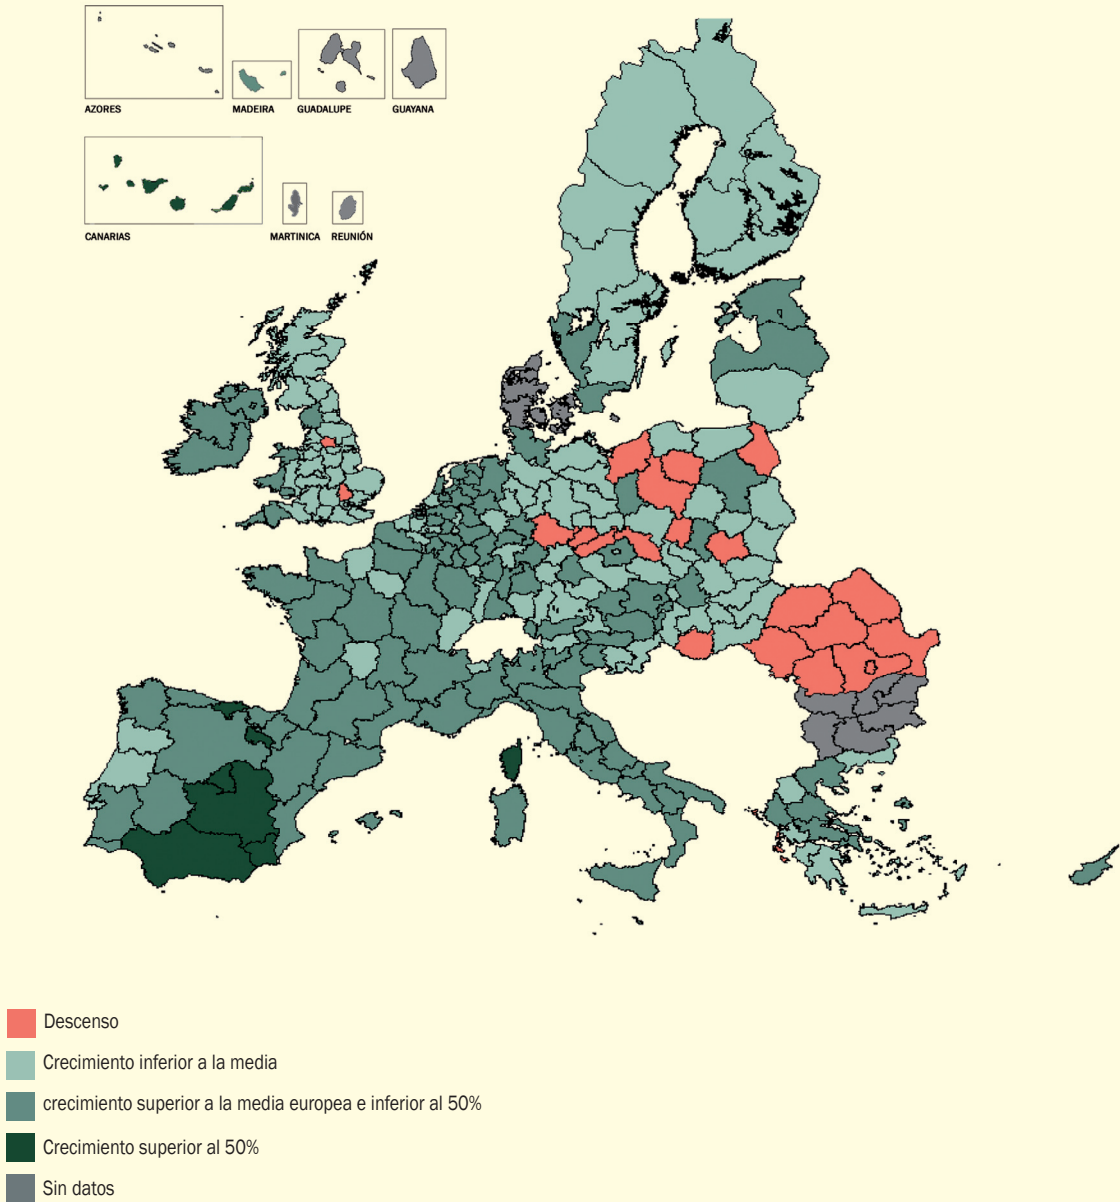 AZORES
MADEIRA
GUADALUPE
GUAYANA
CANARIAS
MARTINICA
REUNIÓN
Descenso
Crecimiento inferior a la media
crecimiento superior a la media europea e inferior al 50%
Crecimiento superior al 50%
Sin datos